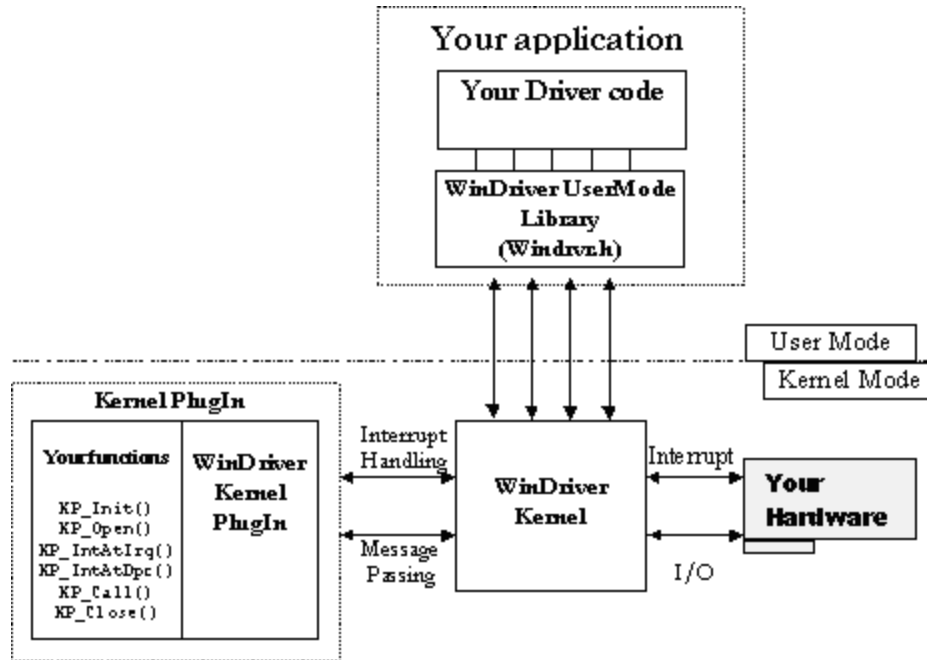 Your application
Your Driver code
WinDriver UserMode
Library
(Windrvr.h)
User Mode
Kernel Mode
Kernel PlugIn
Yourfunctions
KP_Init()
KP_Open()
KP_IntAtIrq()
KP_IntAtDpc()
KP_Call()
KP_Close()
WinDriver
Kernel
PlugIn
Interrupt
Handling
Message
Passing
WinDriver
Kernel
Interrupt
I/O
Your
Hardware